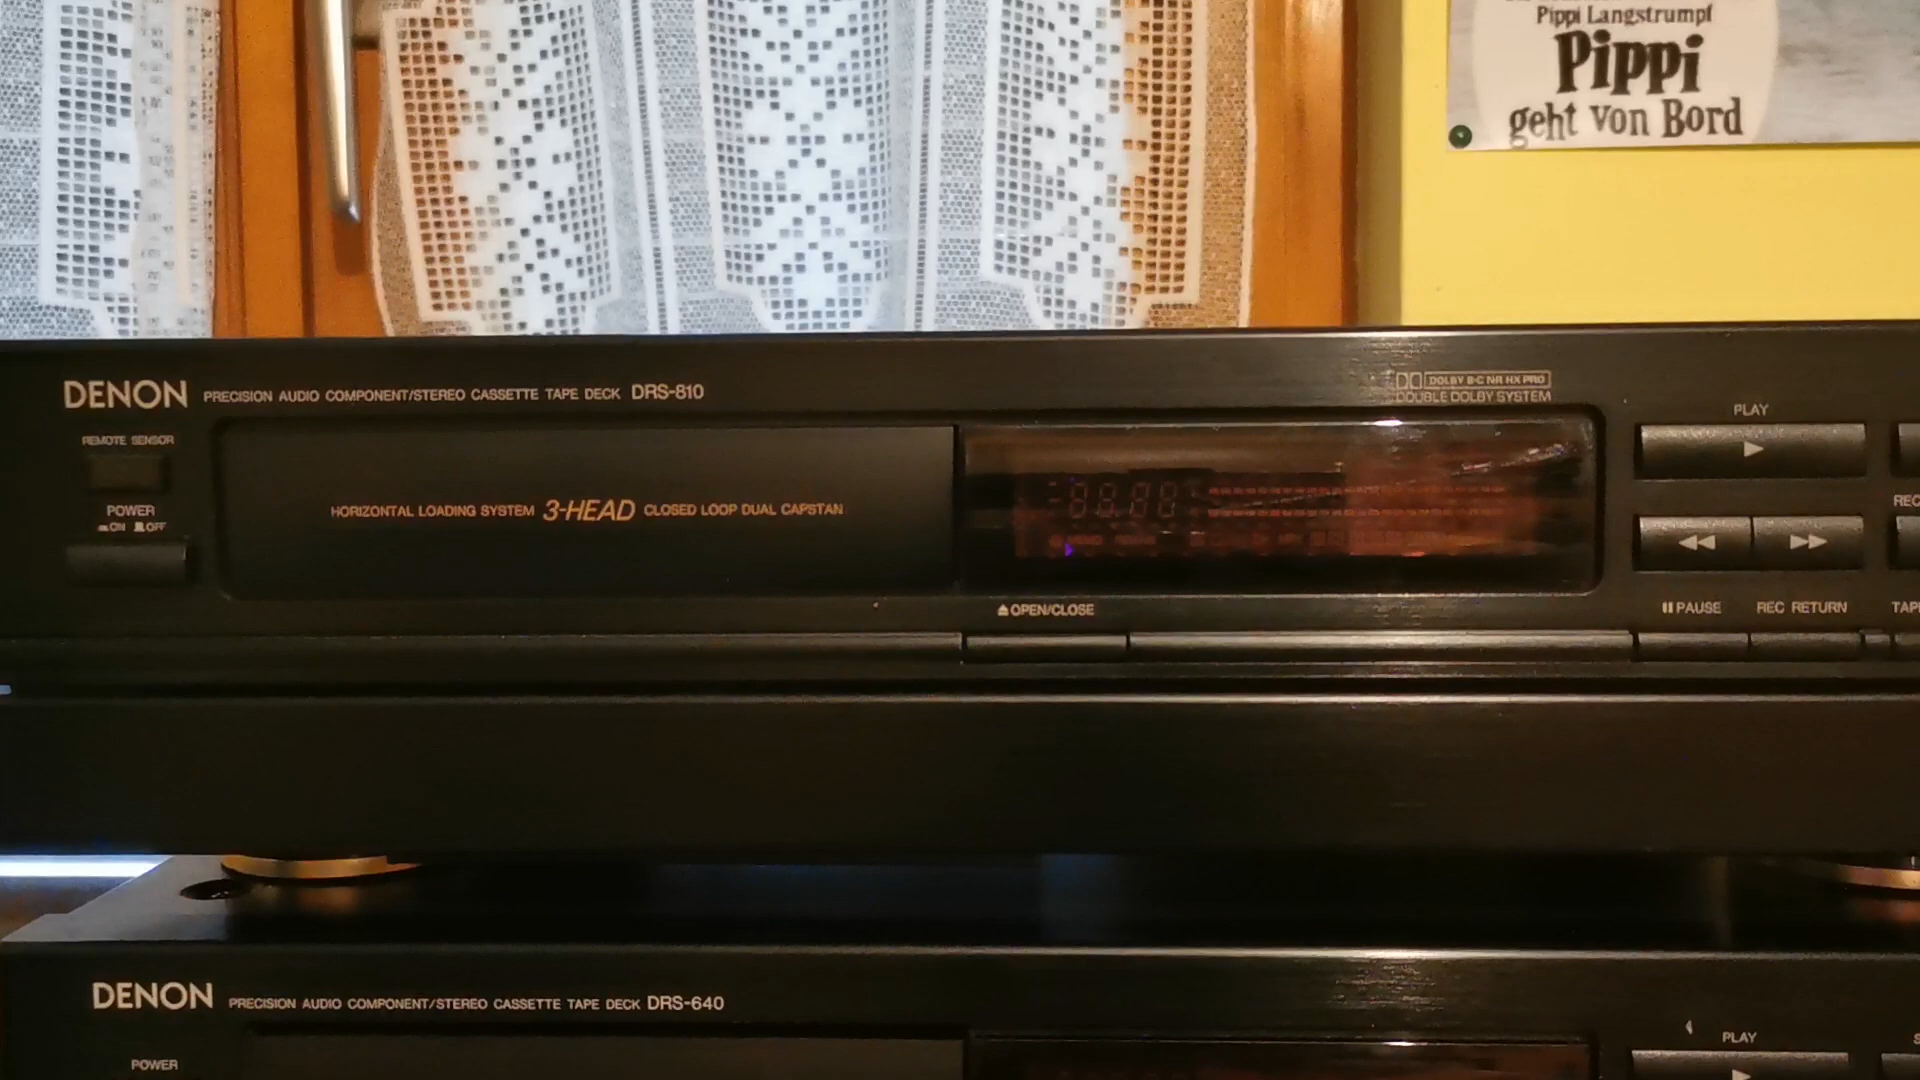 Pippi Langstrumpf
Pippi
geht von Bord
DENON PRECISION AUDIO COMPONENT/STEREO CASSETTE TAPE DECK DRS-810
DOLBY B·C NR HX PRO
DOUBLE DOLBY SYSTEM
PLAY
REMOTE SENSOR
POWER
ON OFF
HORIZONTAL LOADING SYSTEM 3-HEAD CLOSED LOOP DUAL CAPSTAN
REC
OPEN/CLOSE
PAUSE REC RETURN
DENON PRECISION AUDIO COMPONENT/STEREO CASSETTE TAPE DECK DRS-640
POWER
PLAY